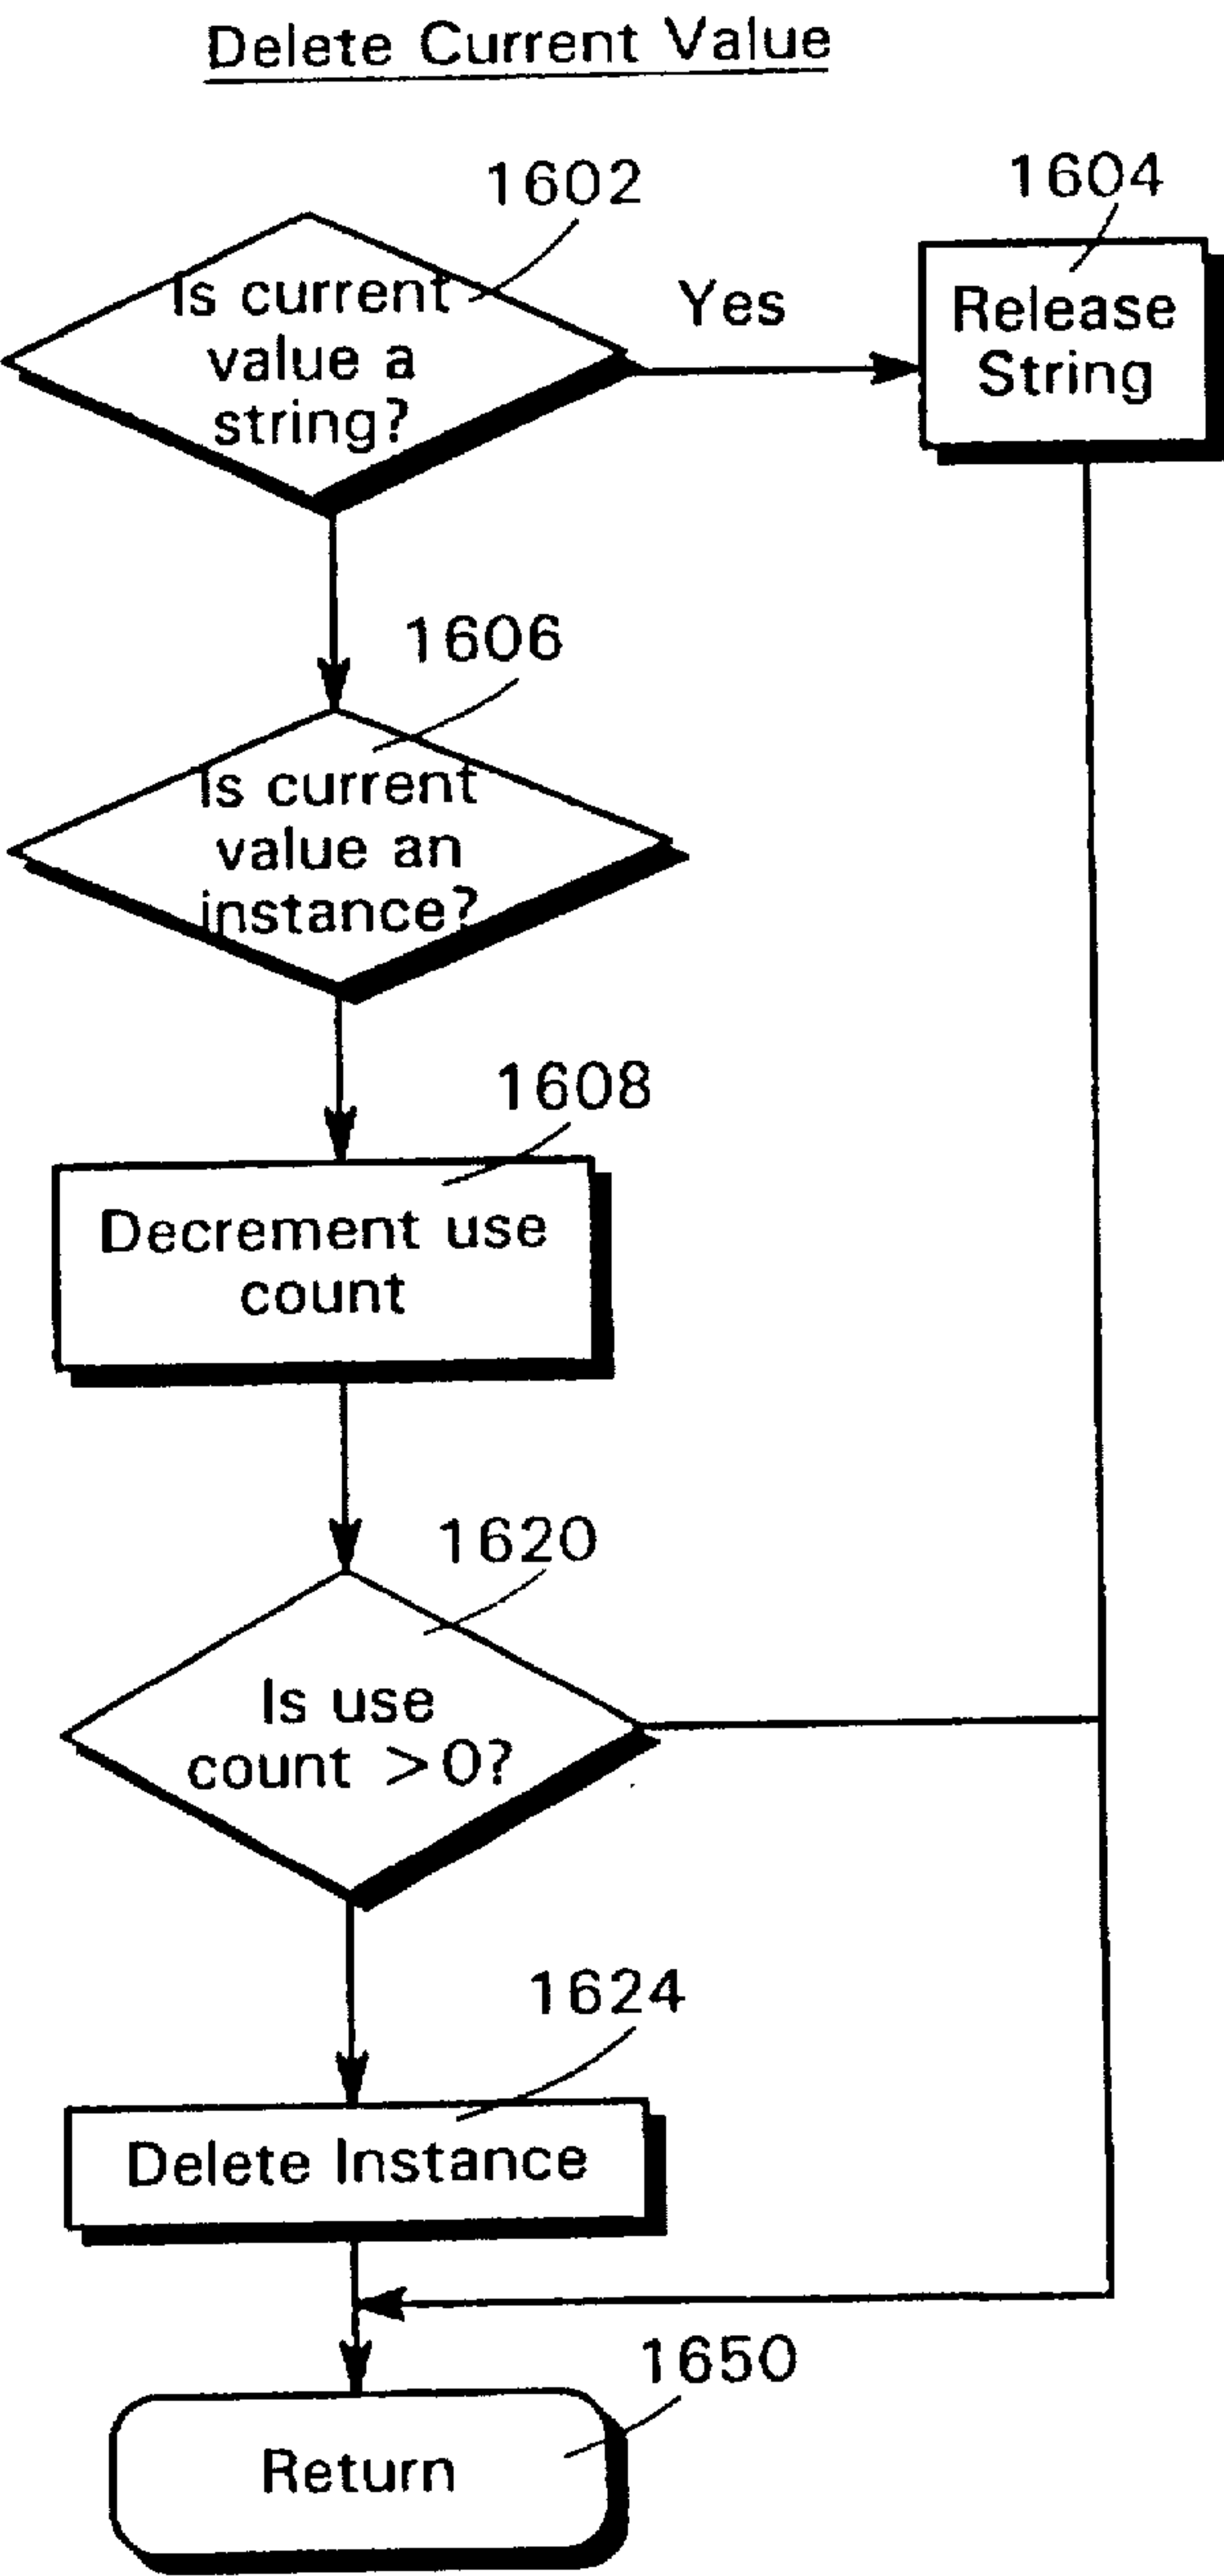 Delete Current Value
1602
Is current
value a
string?
Yes
1604
Release
String
1606
Is current
value an
instance?
1608
Decrement use
count
1620
Is use
count >0?
1624
Delete Instance
1650
Return